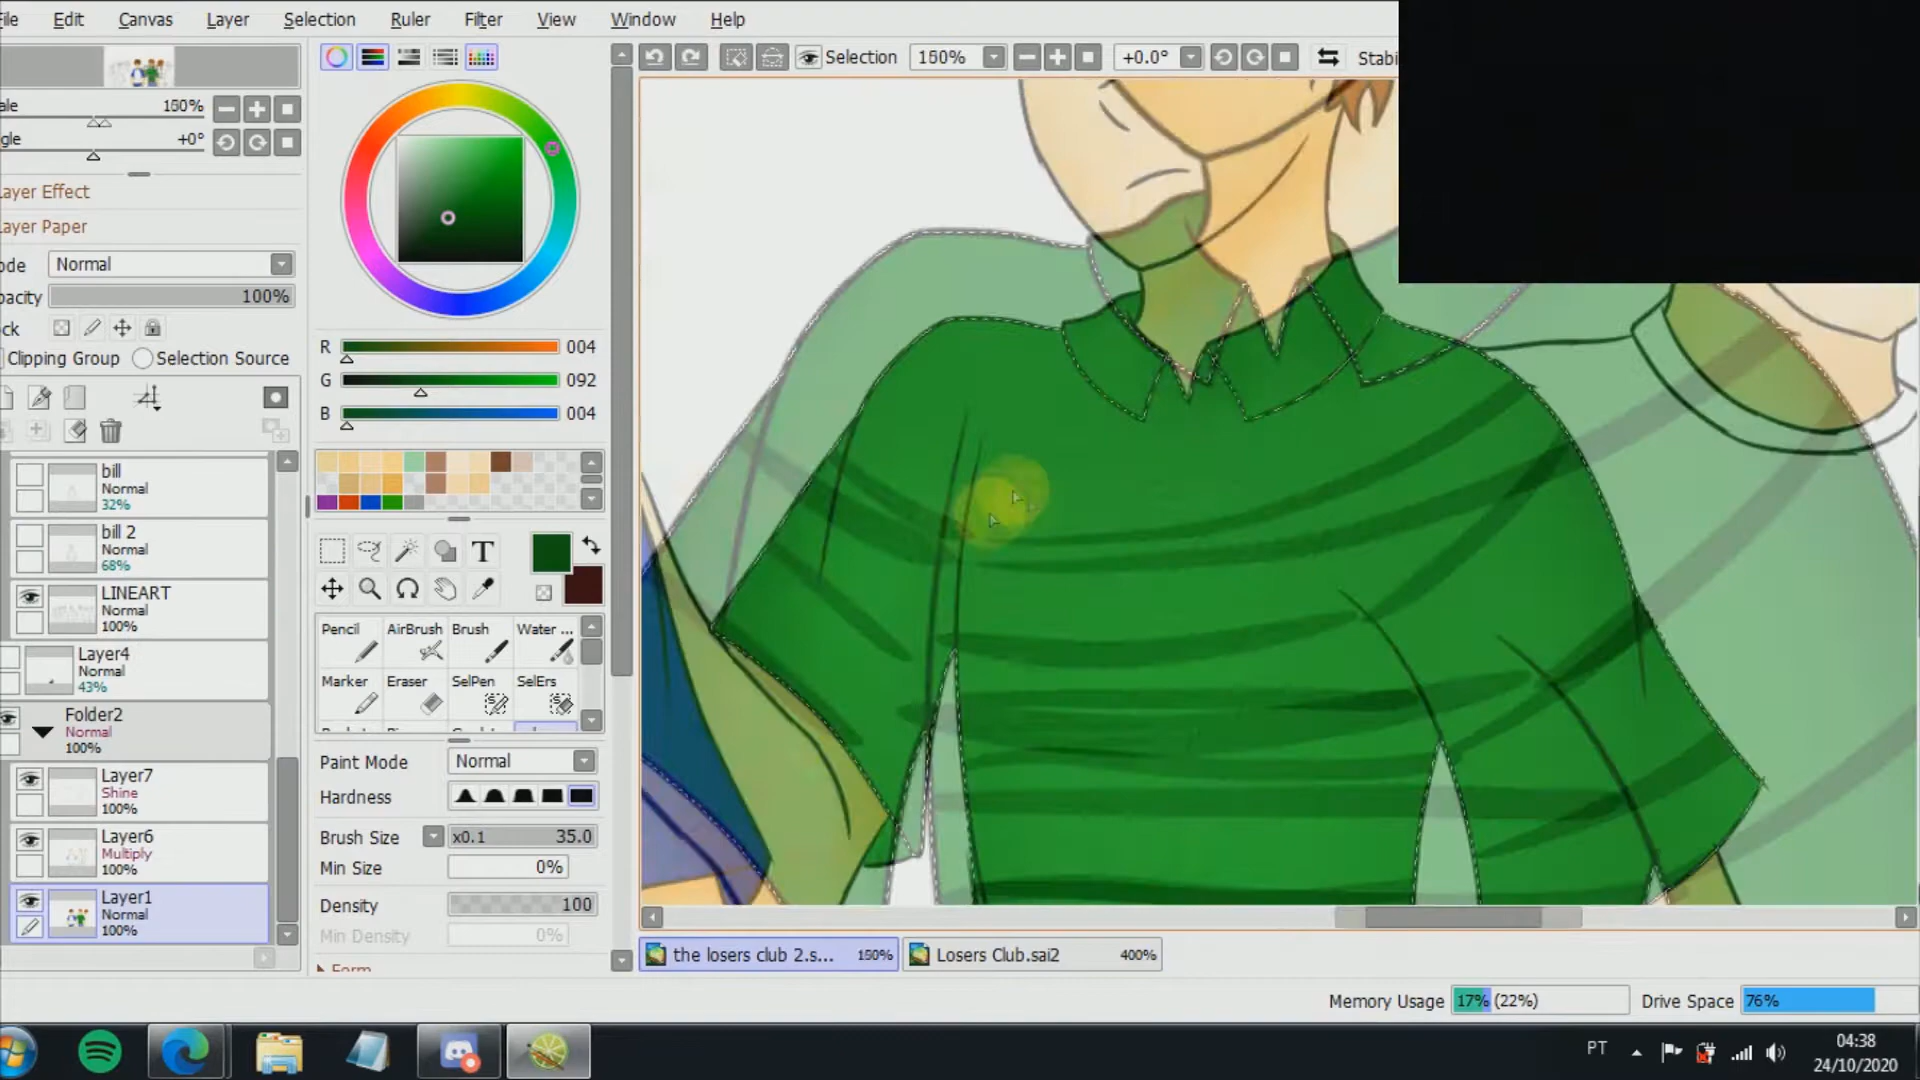 File Edit Canvas Layer Selection Ruler Filter View Window Help
Selection 150% +0.0° Stabi
ale 150%
ngle +0°
Layer Effect
Layer Paper
ode Normal
pacity 100%
ock
Clipping Group Selection Source
bill
Normal
32%
bill 2
Normal
68%
LINEART
Normal
100%
Layer4
Normal
43%
Folder2
Normal
100%
Layer7
Shine
100%
Layer6
Multiply
100%
Layer1
Normal
100%
R 004
G 092
B 004
T
Pencil AirBrush Brush Water ...
Marker Eraser SelPen SelErs
Paint Mode Normal
Hardness
Brush Size x0.1 35.0
Min Size 0%
Density 100
Min Density 0%
Form
the losers club 2.s... 150% Losers Club.sai2 400%
Memory Usage 17% (22%) Drive Space 76%
PT 04:38
24/10/2020